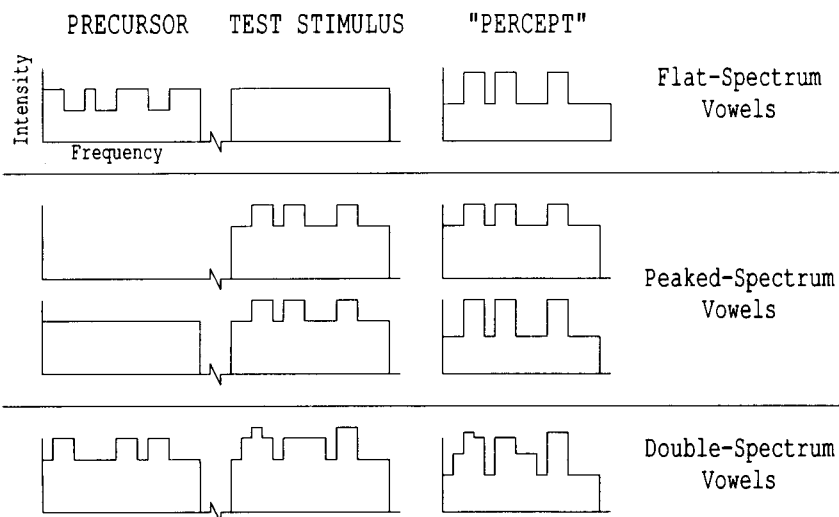 PRECURSOR
TEST STIMULUS
"PERCEPT"
Intensity
Frequency
Flat-Spectrum
Vowels
Peaked-Spectrum
Vowels
Double-Spectrum
Vowels